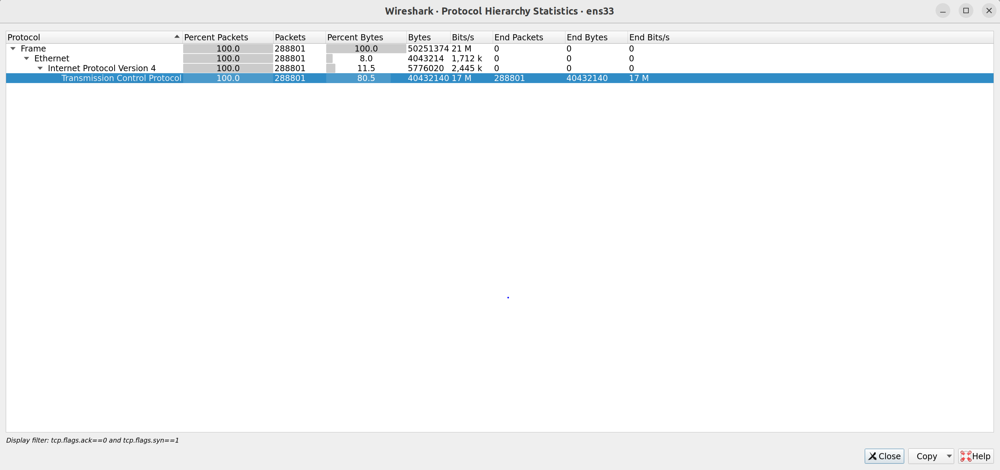 Wireshark · Protocol Hierarchy Statistics · ens33
Protocol Percent Packets Packets Percent Bytes Bytes Bits/s End Packets End Bytes End Bits/s
Frame 100.0 288801 100.0 50251374 21 M 0 0 0
Ethernet 100.0 288801 8.0 4043214 1,712 k 0 0 0
Internet Protocol Version 4 100.0 288801 11.5 5776020 2,445 k 0 0 0
Transmission Control Protocol 100.0 288801 80.5 40432140 17 M 288801 40432140 17 M
Display filter: tcp.flags.ack==0 and tcp.flags.syn==1
Close Copy Help